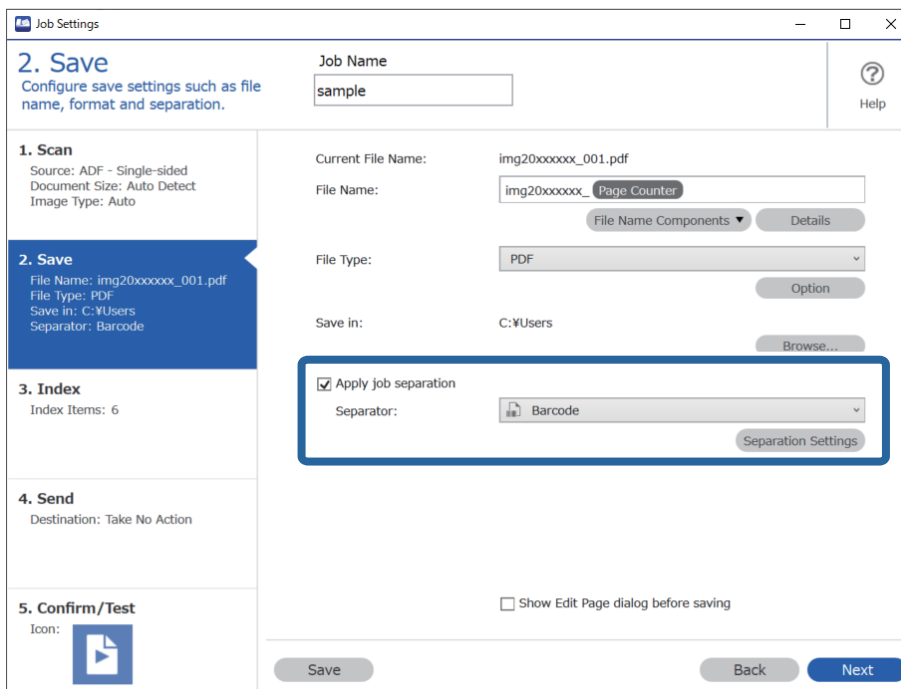 Job Settings
2. Save
Configure save settings such as file
name, format and separation.
Job Name
sample
Help
1. Scan
Source: ADF - Single-sided
Document Size: Auto Detect
Image Type: Auto
2. Save
File Name: img20xxxxxx_001.pdf
File Type: PDF
Save in: C:¥Users
Separator: Barcode
3. Index
Index Items: 6
4. Send
Destination: Take No Action
5. Confirm/Test
Icon:
Current File Name: img20xxxxxx_001.pdf
File Name: img20xxxxxx_ Page Counter
File Name Components ▼ Details
File Type: PDF
Option
Save in: C:¥Users
Browse...
Apply job separation
Separator: Barcode
Separation Settings
Show Edit Page dialog before saving
Save Back Next